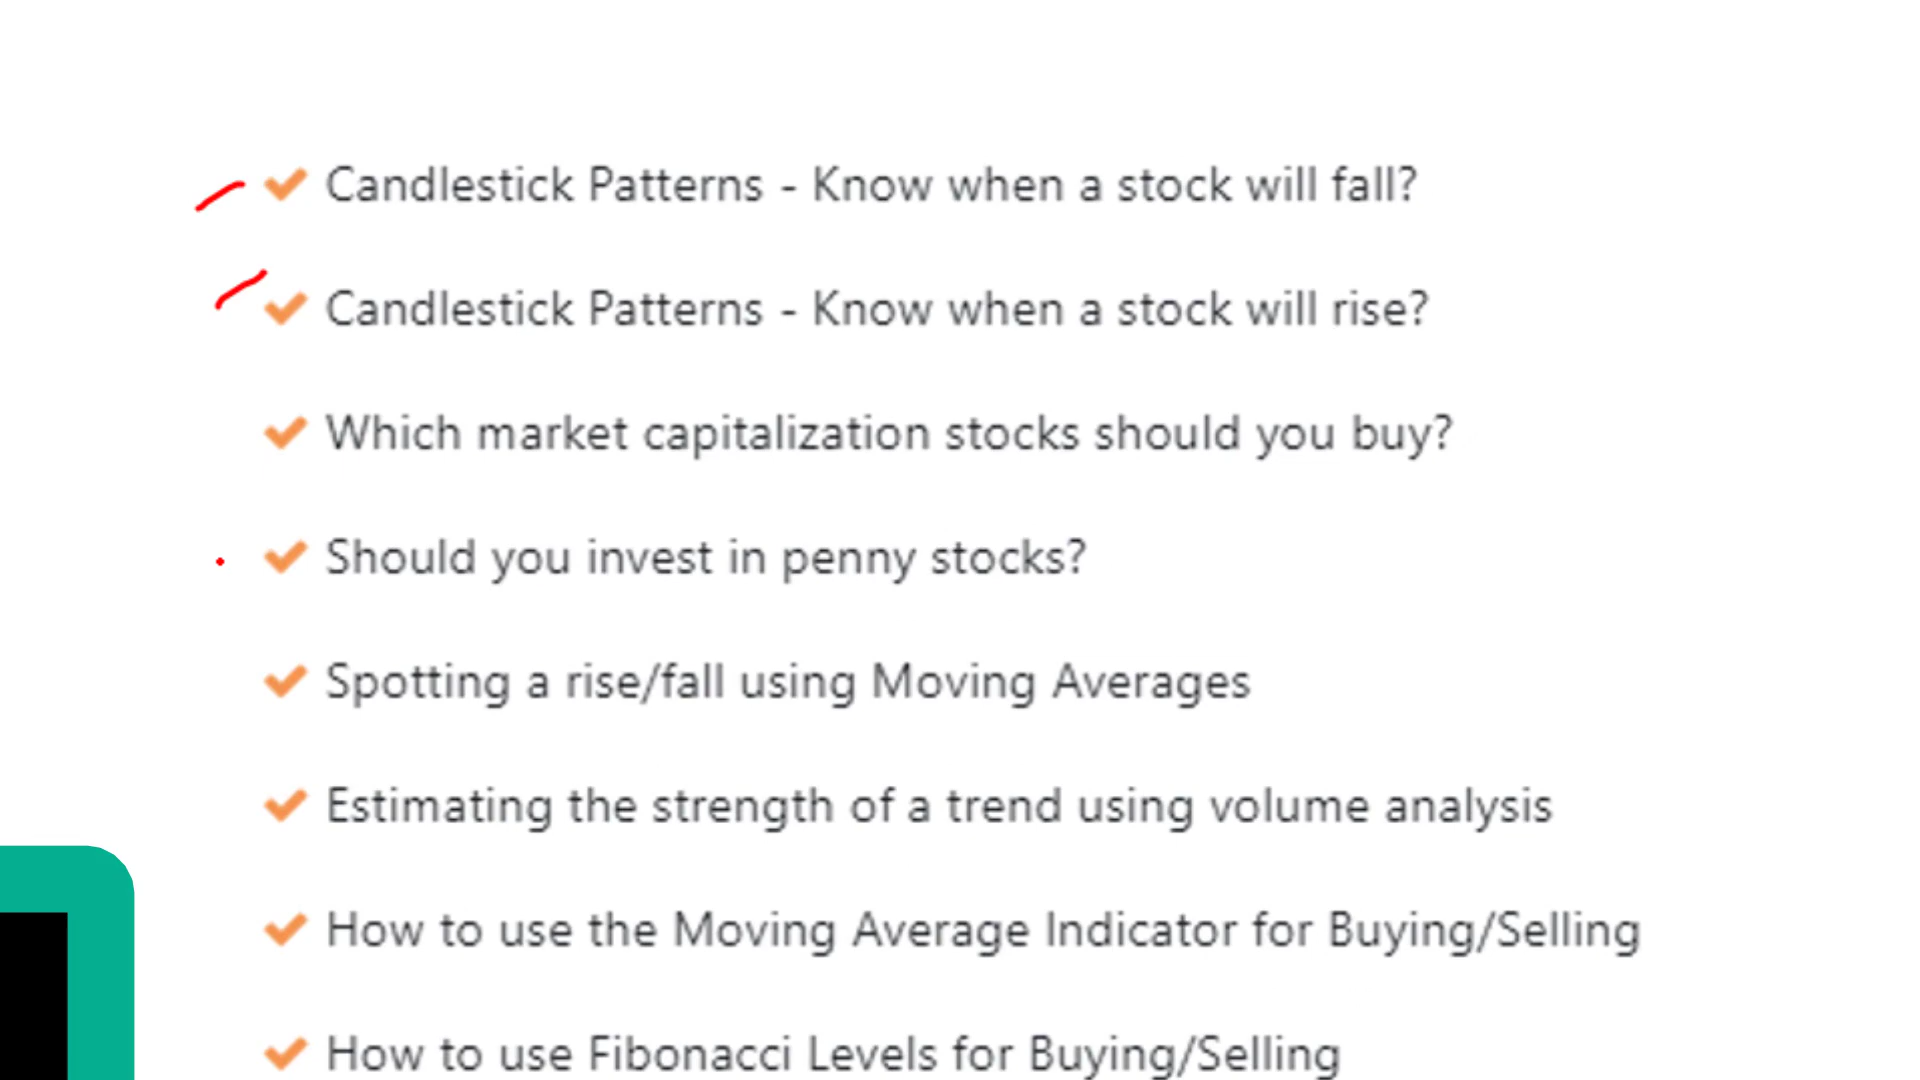 Candlestick Patterns - Know when a stock will fall?
Candlestick Patterns - Know when a stock will rise?
Which market capitalization stocks should you buy?
Should you invest in penny stocks?
Spotting a rise/fall using Moving Averages
Estimating the strength of a trend using volume analysis
How to use the Moving Average Indicator for Buying/Selling
How to use Fibonacci Levels for Buying/Selling